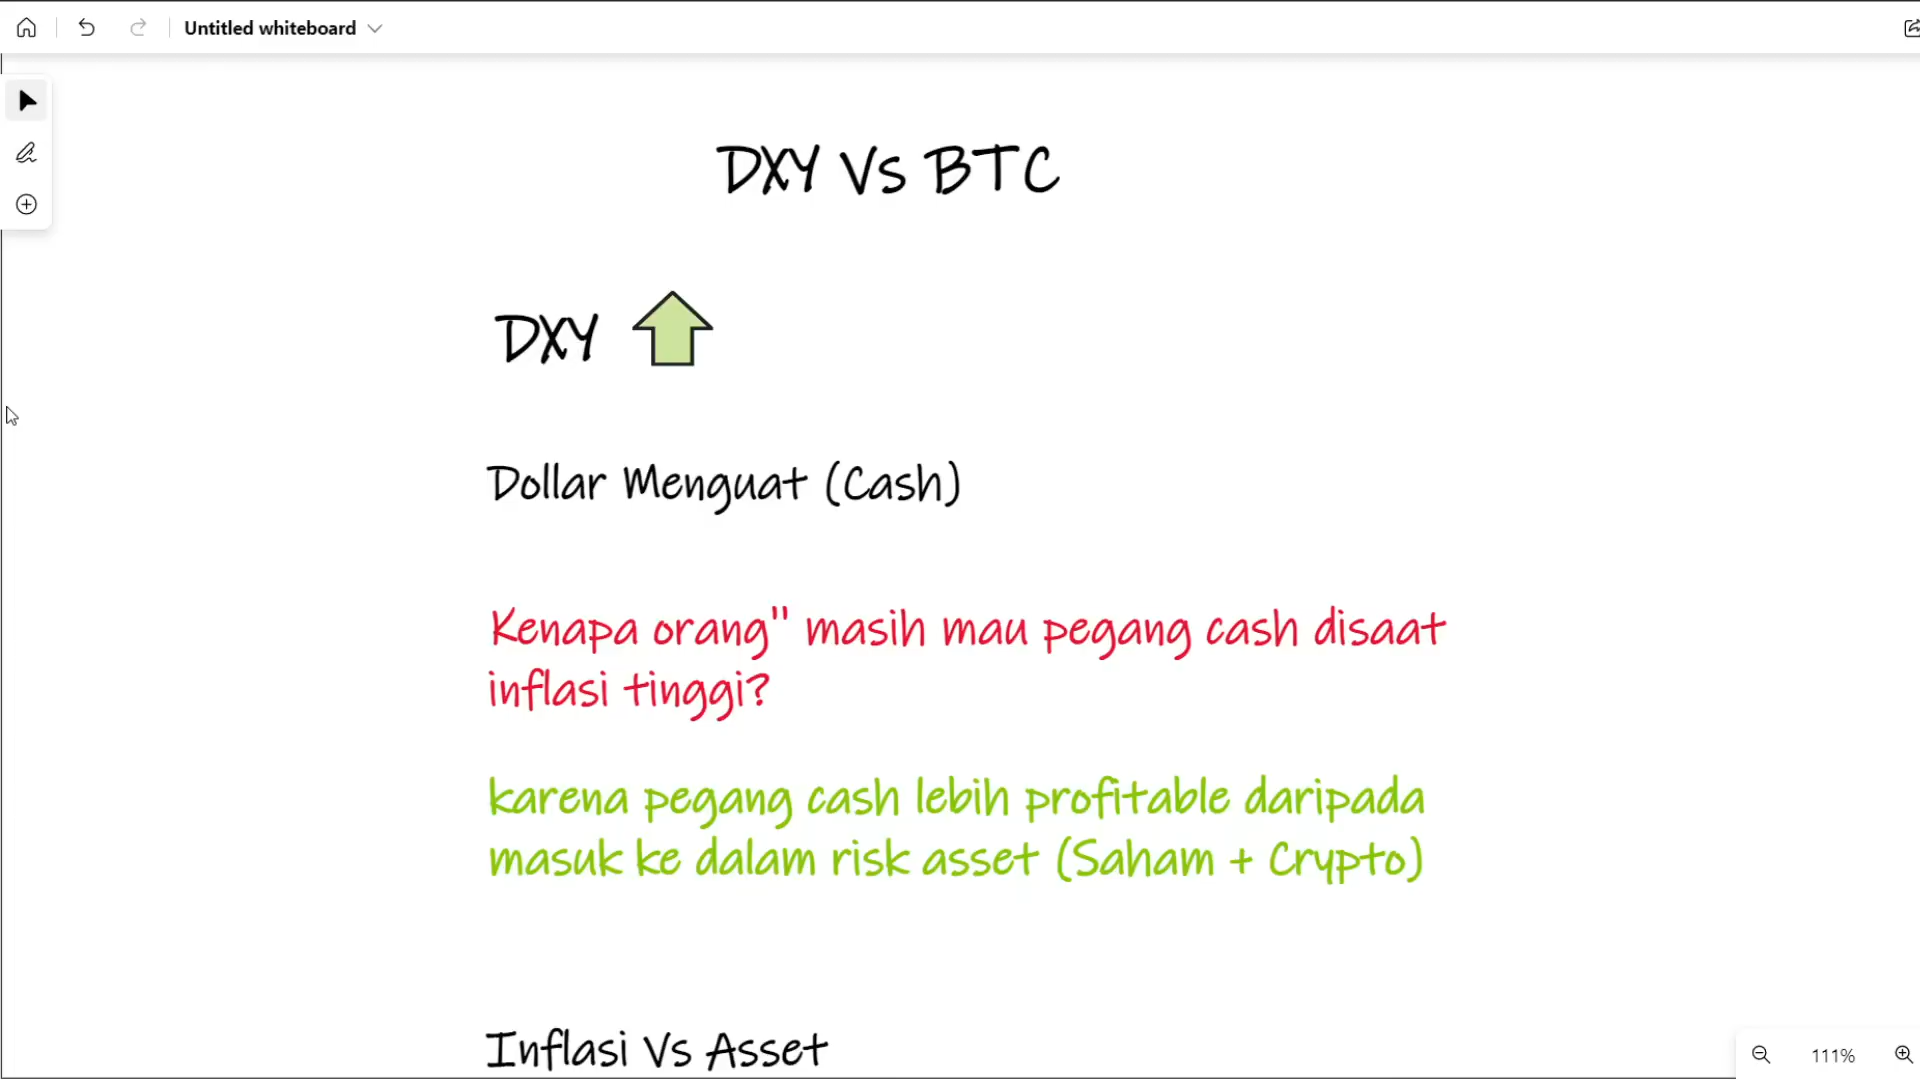 Untitled whiteboard
DXY Vs BTC
DXY
Dollar Menguat (Cash)
Kenapa orang" masih mau pegang cash disaat
inflasi tinggi?
karena pegang cash lebih profitable daripada
masuk ke dalam risk asset (Saham + Crypto)
Inflasi Vs Asset
111%